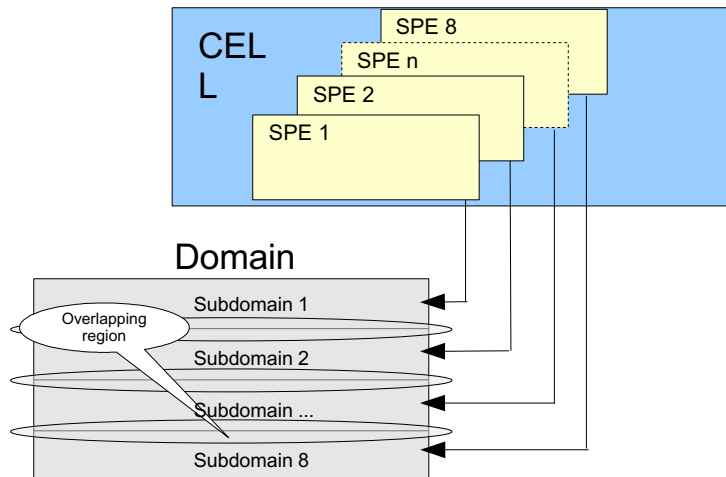 CEL
L
SPE 8
SPE n
SPE 2
SPE 1
Domain
Subdomain 1
Overlapping
region
Subdomain 2
Subdomain ...
Subdomain 8